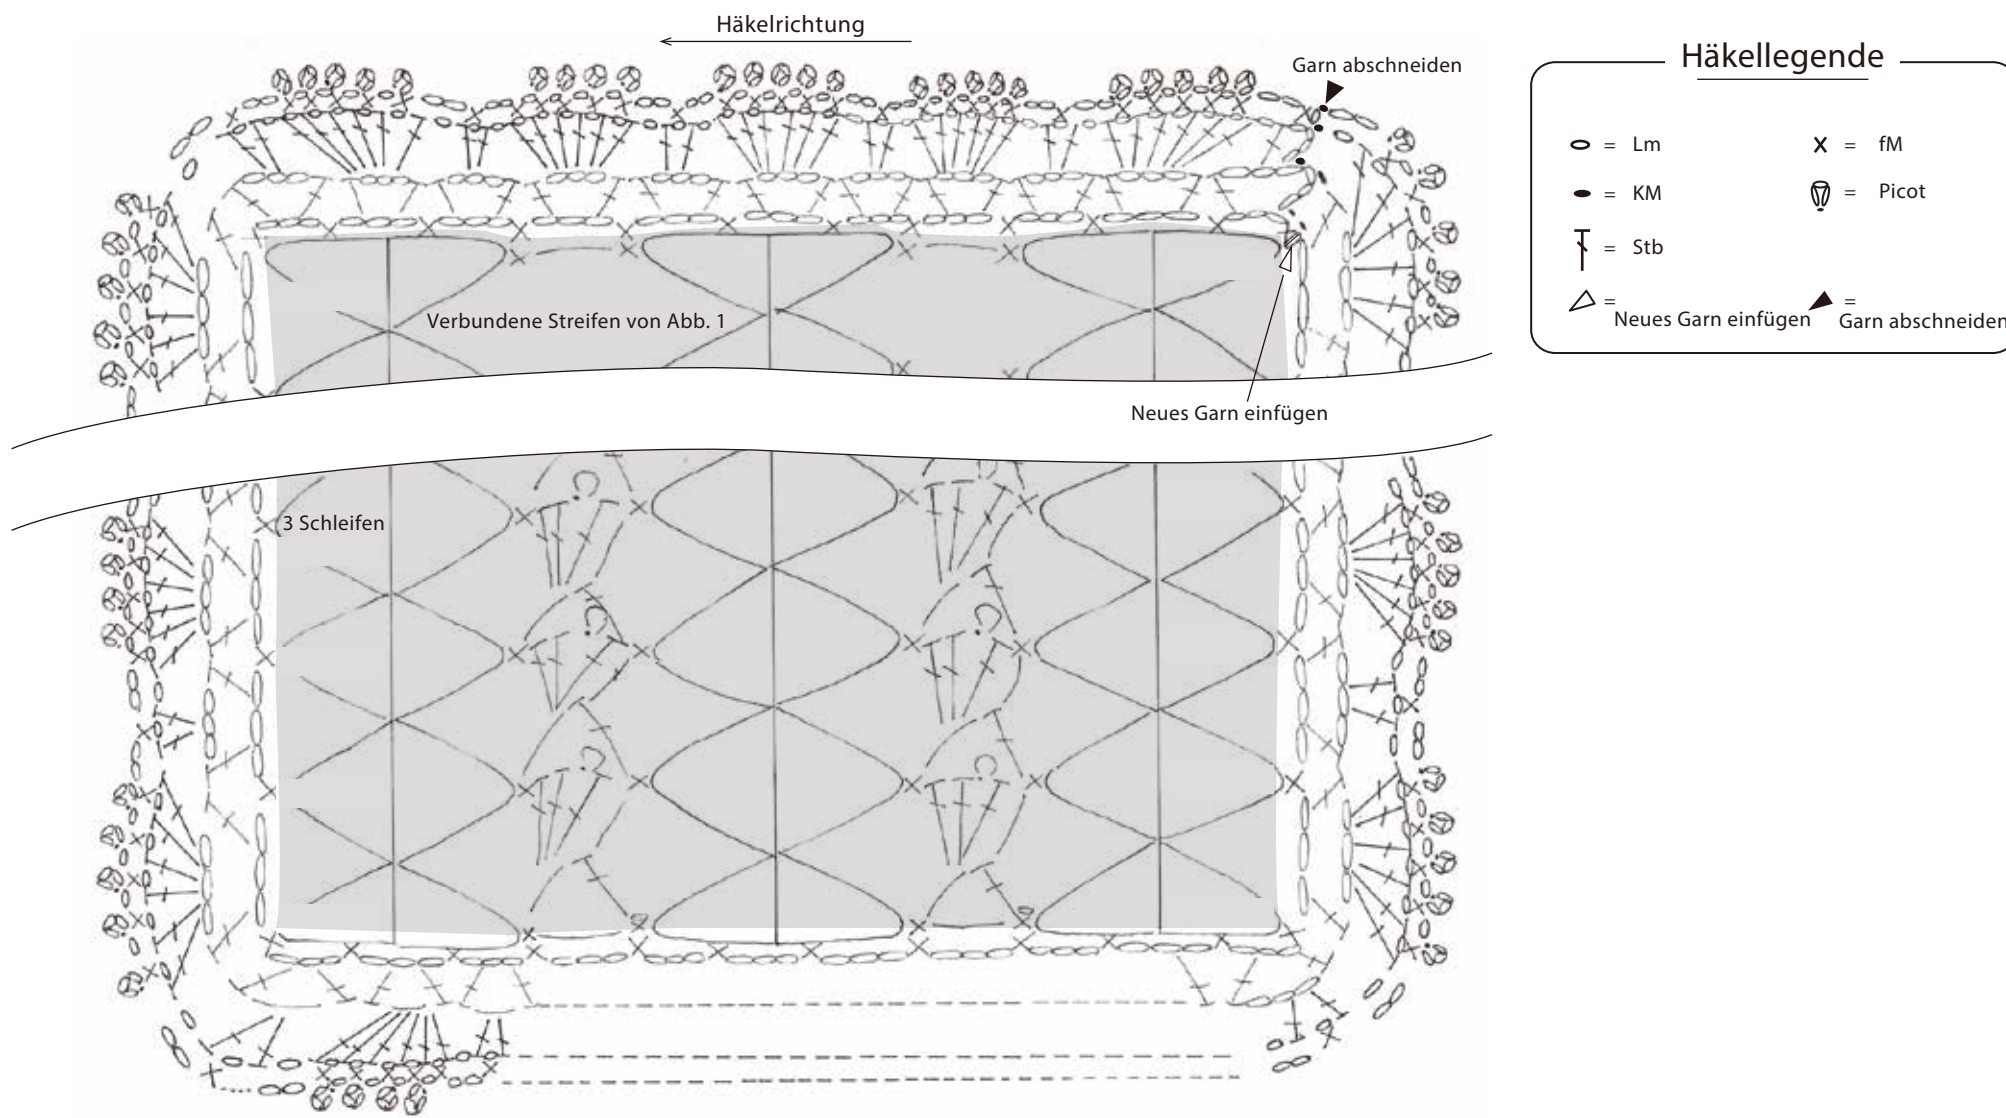 Häkelrichtung
Garn abschneiden
Verbundene Streifen von Abb. 1
Neues Garn einfügen
3 Schleifen
Häkellegende
= Lm
x = fM
= KM
= Picot
= Stb
= Neues Garn einfügen
= Garn abschneiden